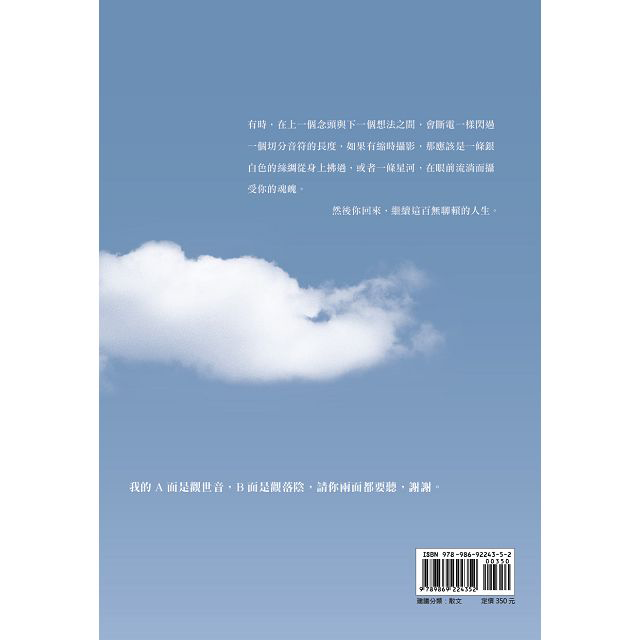 有時，在上一個念頭與下一個想法之間，會斷電一樣閃過
一個切分音符的長度，如果有縮時攝影，那應該是一條銀
白色的絲綢從身上拂過，或者一條星河，在眼前流淌而攝
受你的魂魄。
然後你回來，繼續這百無聊賴的人生。
我的 A 面是觀世音，B 面是觀落陰，請你兩面都要聽，謝謝。
ISBN 978-986-92243-5-2
00350
9 789869 224352
建議分類：散文 定價 350 元